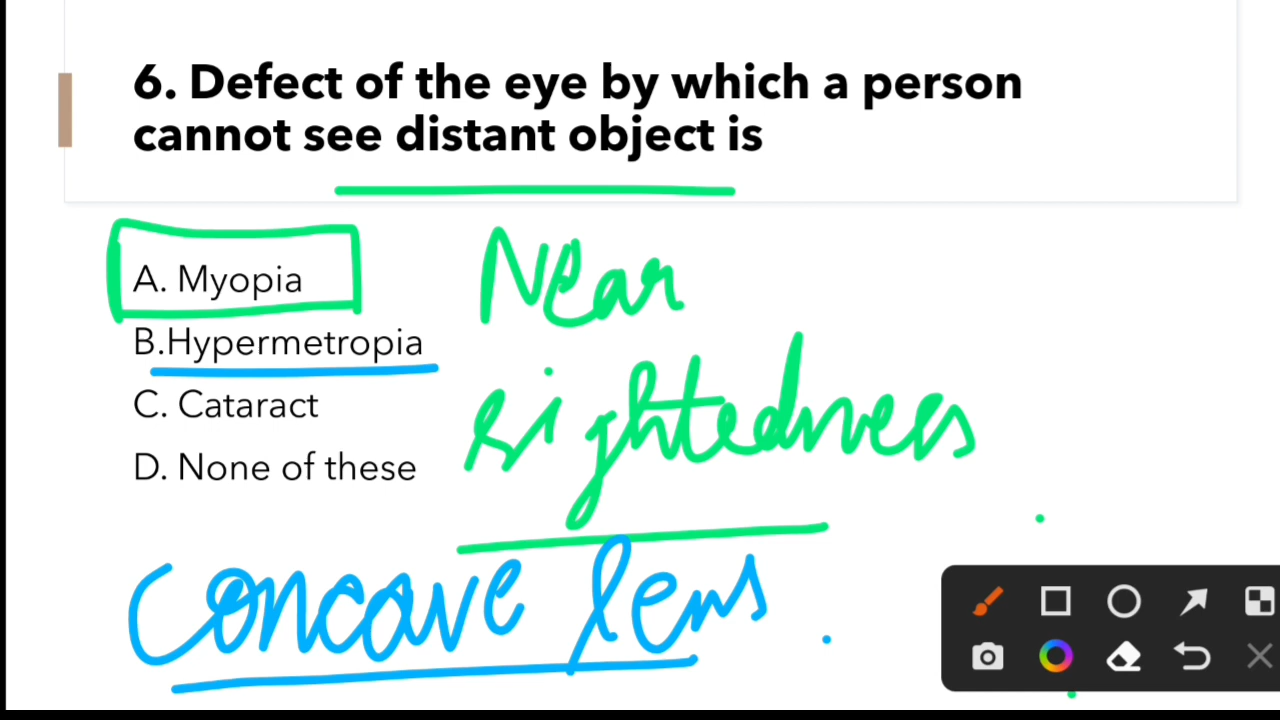 6. Defect of the eye by which a person
cannot see distant object is
A. Myopia
B.Hypermetropia
C. Cataract
D. None of these
Near
sightedness
concave lens